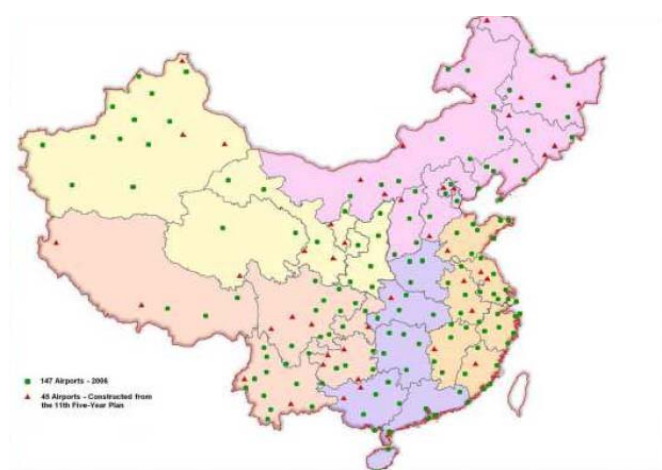 147 Airports - 2006
45 Airports - Constructed from
the 11th Five-Year Plan